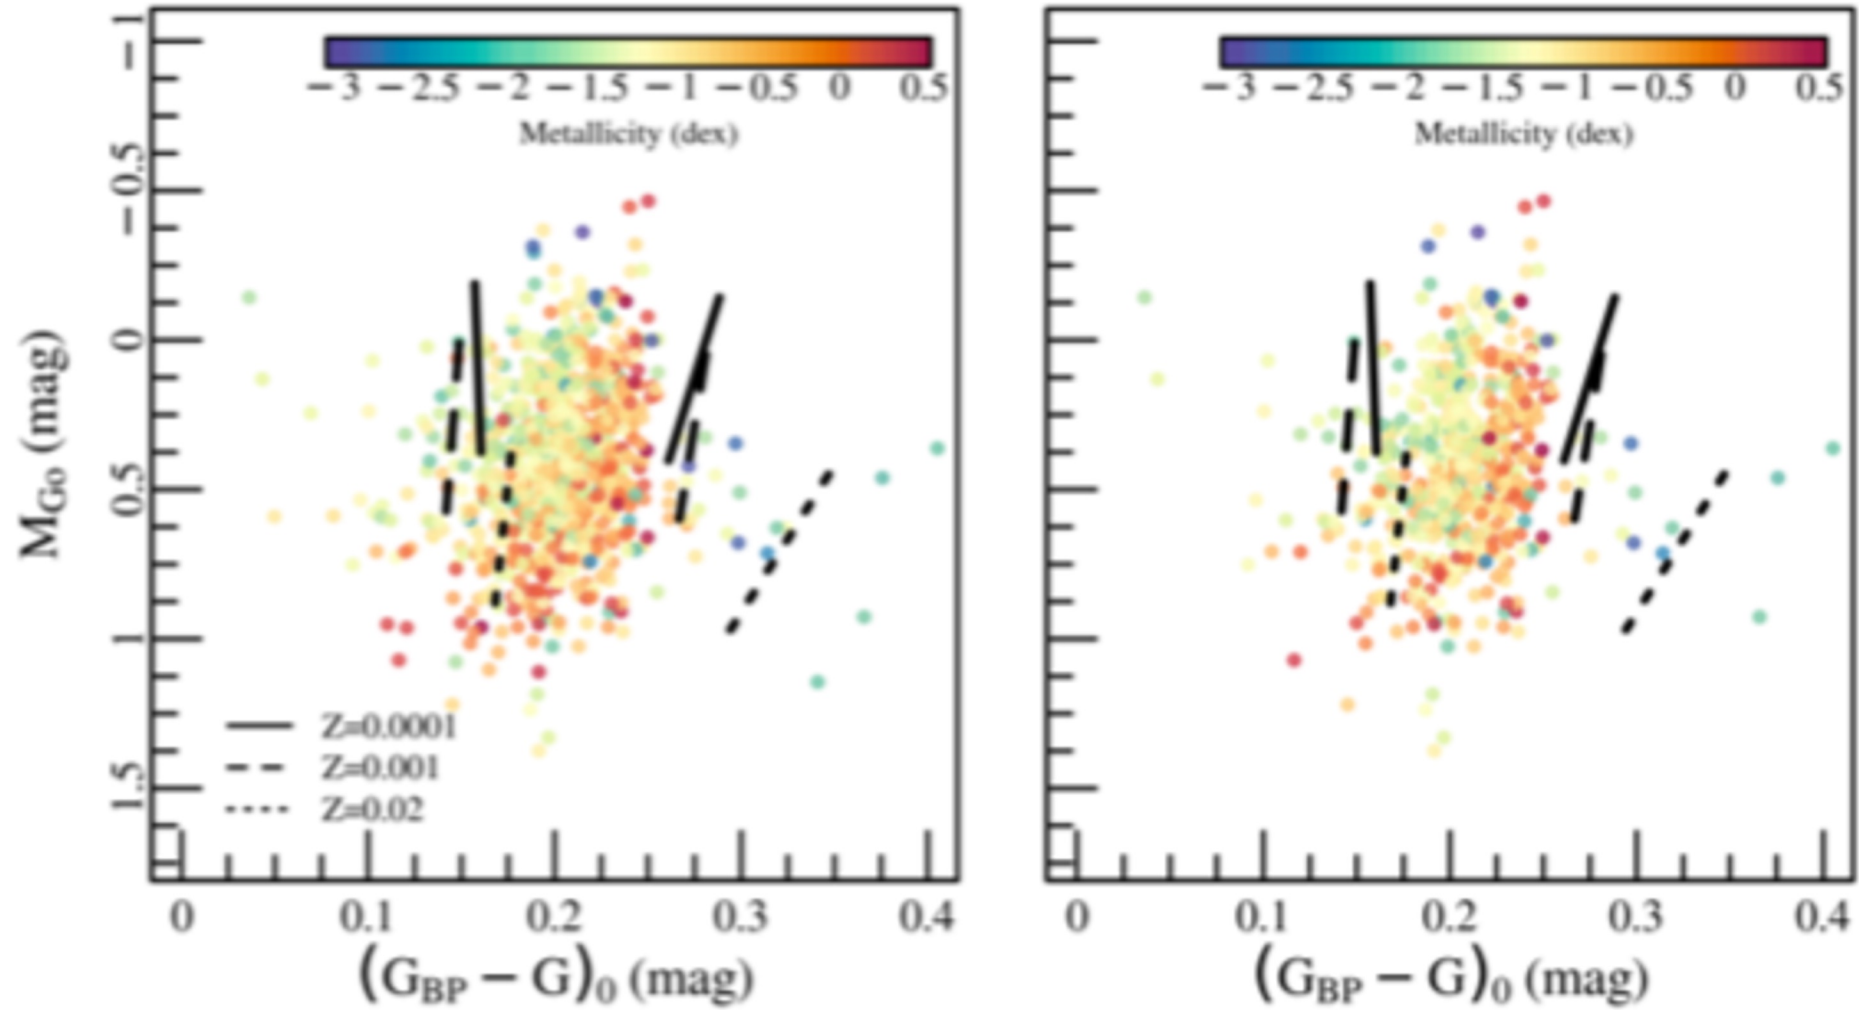 −3 −2.5 −2 −1.5 −1 −0.5 0 0.5
Metallicity (dex)
−1
−0.5
0
0.5
1
1.5
M_G0 (mag)
Z=0.0001
Z=0.001
Z=0.02
0 0.1 0.2 0.3 0.4
(G_BP − G)_0 (mag)
−3 −2.5 −2 −1.5 −1 −0.5 0 0.5
Metallicity (dex)
0 0.1 0.2 0.3 0.4
(G_BP − G)_0 (mag)